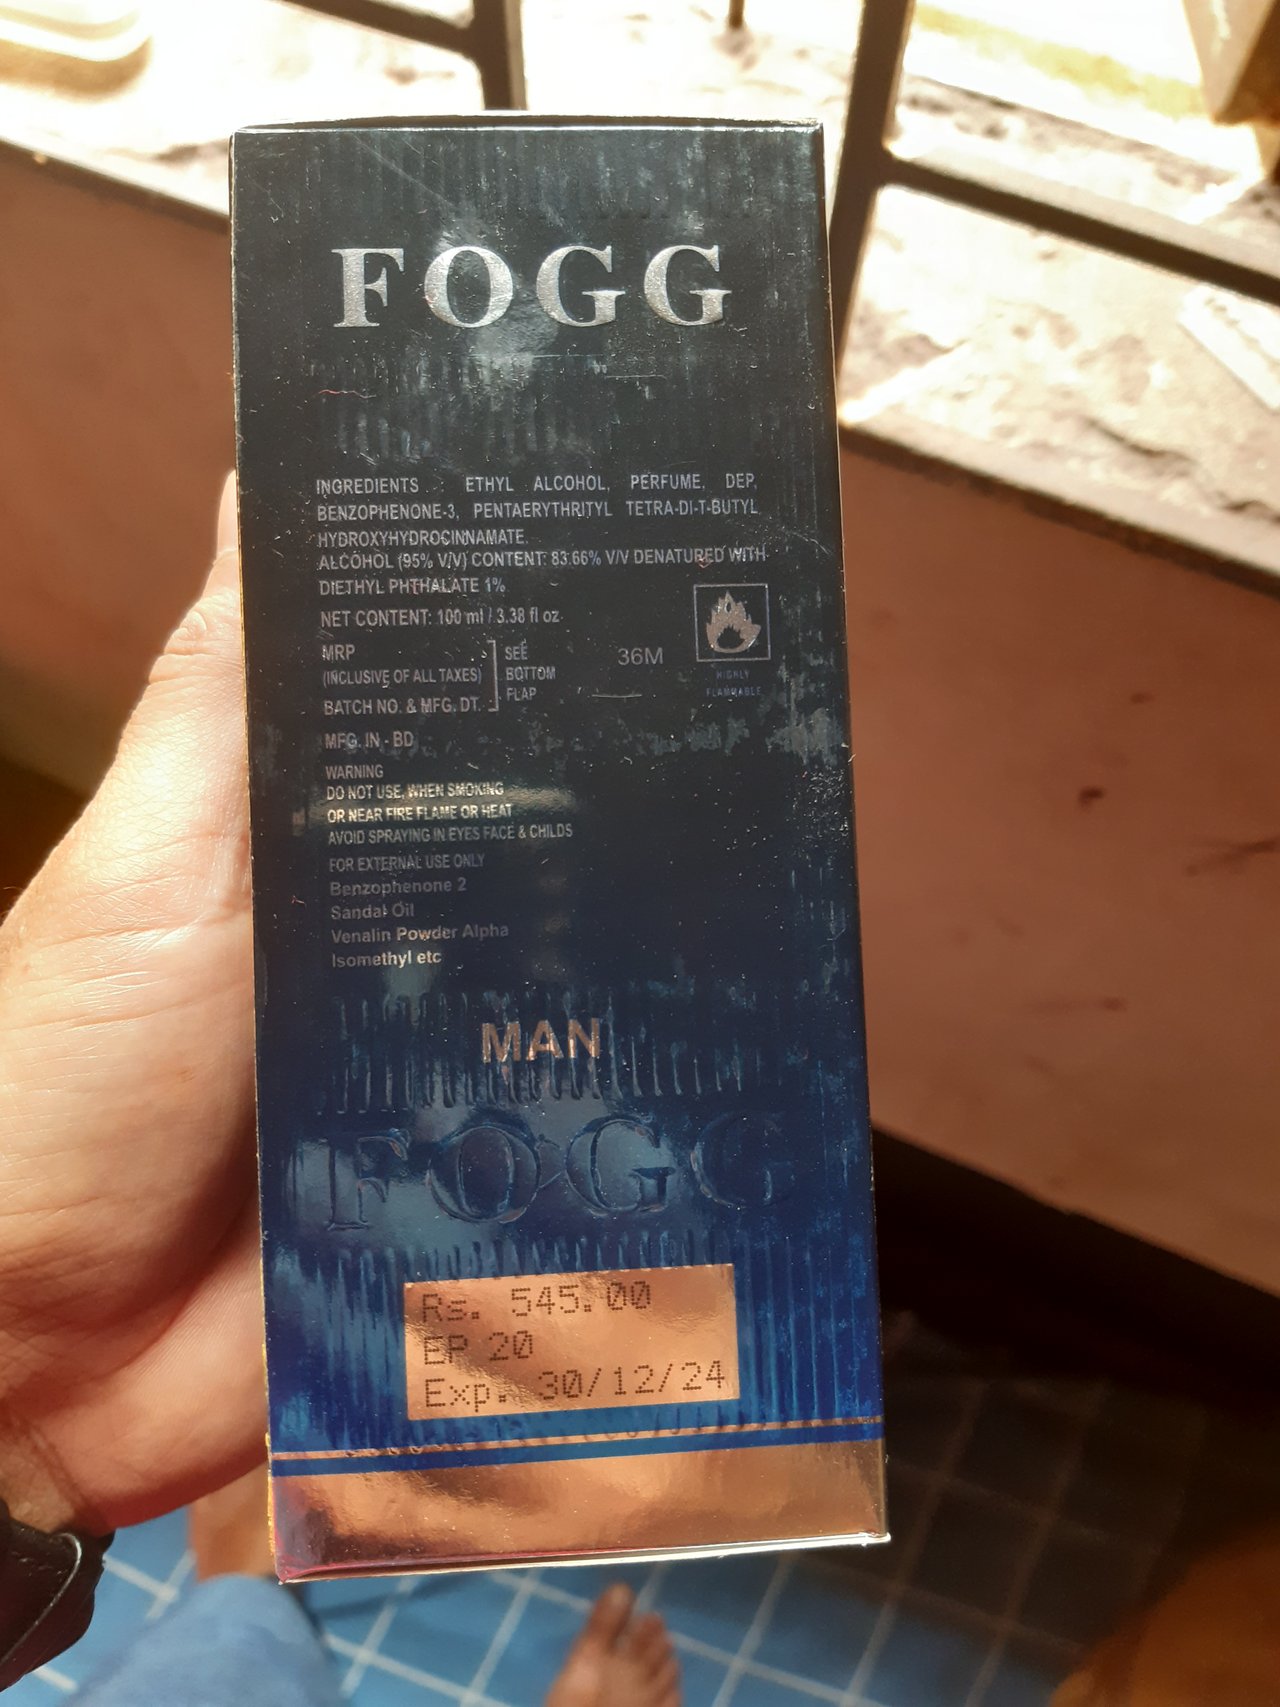 FOGG
INGREDIENTS : ETHYL ALCOHOL, PERFUME, DEP,
BENZOPHENONE-3, PENTAERYTHRITYL TETRA-DI-T-BUTYL
HYDROXYHYDROCINNAMATE.
ALCOHOL (95% V/V) CONTENT: 83.66% V/V DENATURED WITH
DIETHYL PHTHALATE 1%
NET CONTENT: 100 ml / 3.38 fl oz.
MRP
(INCLUSIVE OF ALL TAXES)
BATCH NO. & MFG. DT.
SEE
BOTTOM
FLAP
36M
HIGHLY
FLAMMABLE
MFG. IN - BD
WARNING
DO NOT USE, WHEN SMOKING
OR NEAR FIRE FLAME OR HEAT
AVOID SPRAYING IN EYES FACE & CHILDS
FOR EXTERNAL USE ONLY
Benzophenone 2
Sandal Oil
Venalin Powder Alpha
Isomethyl etc
MAN
FOGG
Rs. 545.00
EP 20
Exp. 30/12/24